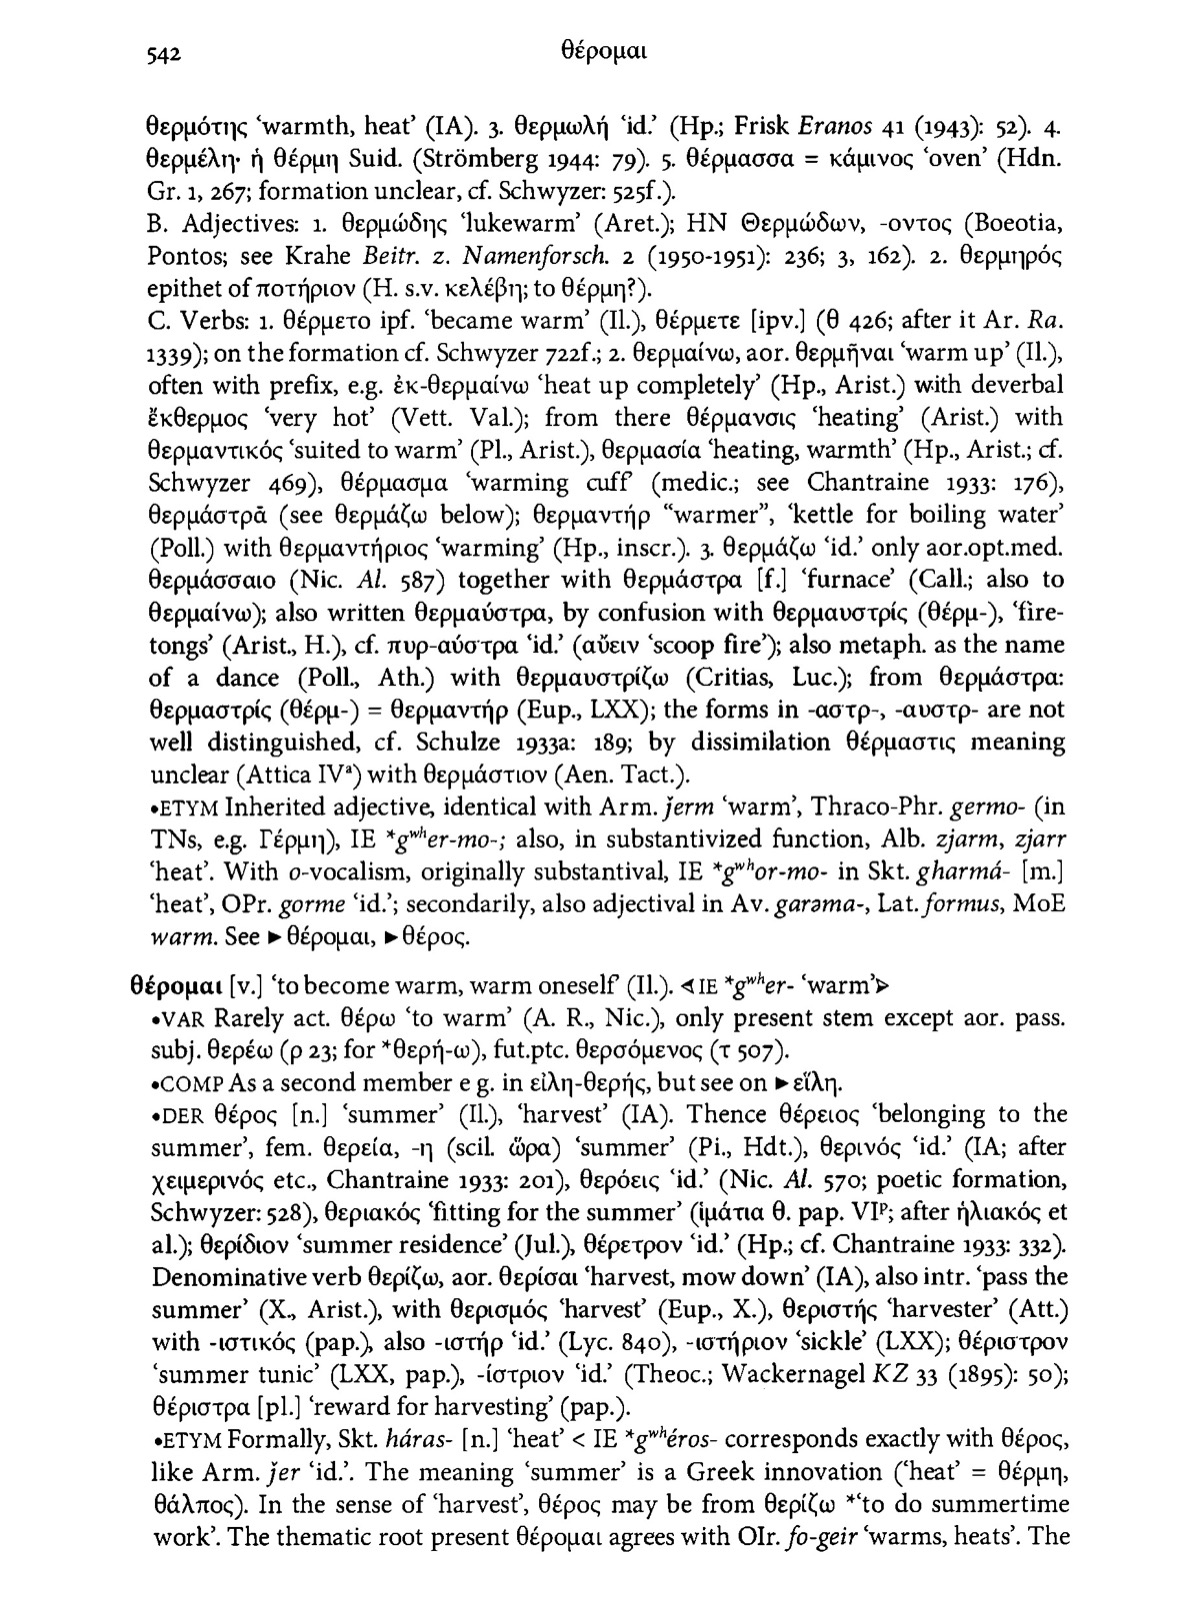 542 θέρομαι
θερμότης ‘warmth, heat’ (IA). 3. θερμωλή ‘id.’ (Hp.; Frisk Eranos 41 (1943): 52). 4.
θερμέλη· ἡ θέρμη Suid. (Strömberg 1944: 79). 5. θέρμασσα = κάμινος ‘oven’ (Hdn.
Gr. 1, 267; formation unclear, cf. Schwyzer: 525f.).
B. Adjectives: 1. θερμώδης ‘lukewarm’ (Aret.); HN Θερμώδων, -οντος (Boeotia,
Pontos; see Krahe Beitr. z. Namenforsch. 2 (1950-1951): 236; 3, 162). 2. θερμηρός
epithet of ποτήριον (H. s.v. κελέβη; to θέρμη?).
C. Verbs: 1. θέρμετο ipf. ‘became warm’ (Il.), θέρμετε [ipv.] (θ 426; after it Ar. Ra.
1339); on the formation cf. Schwyzer 722f.; 2. θερμαίνω, aor. θερμῆναι ‘warm up’ (Il.),
often with prefix, e.g. ἐκ-θερμαίνω ‘heat up completely’ (Hp., Arist.) with deverbal
ἔκθερμος ‘very hot’ (Vett. Val.); from there θέρμανσις ‘heating’ (Arist.) with
θερμαντικός ‘suited to warm’ (Pl., Arist.), θερμασία ‘heating, warmth’ (Hp., Arist.; cf.
Schwyzer 469), θέρμασμα ‘warming cuff’ (medic.; see Chantraine 1933: 176),
θερμάστρᾱ (see θερμάζω below); θερμαντήρ “warmer”, ‘kettle for boiling water’
(Poll.) with θερμαντήριος ‘warming’ (Hp., inscr.). 3. θερμάζω ‘id.’ only aor.opt.med.
θερμάσσαιο (Nic. Al. 587) together with θερμάστρα [f.] ‘furnace’ (Call.; also to
θερμαίνω); also written θερμαύστρα, by confusion with θερμαυστρίς (θέρμ-), ‘fire-
tongs’ (Arist., H.), cf. πυρ-αύστρα ‘id.’ (αὔειν ‘scoop fire’); also metaph. as the name
of a dance (Poll., Ath.) with θερμαυστρίζω (Critias, Luc.); from θερμάστρα:
θερμαστρίς (θέρμ-) = θερμαντήρ (Eup., LXX); the forms in -αστρ-, -αυστρ- are not
well distinguished, cf. Schulze 1933a: 189; by dissimilation θέρμαστις meaning
unclear (Attica IVᵃ) with θερμάστιον (Aen. Tact.).
•ETYM Inherited adjective, identical with Arm. ǰerm ‘warm’, Thraco-Phr. germo- (in
TNs, e.g. Γέρμη), IE *gʷʰer-mo-; also, in substantivized function, Alb. zjarm, zjarr
‘heat’. With o-vocalism, originally substantival, IE *gʷʰor-mo- in Skt. gharmá- [m.]
‘heat’, OPr. gorme ‘id.’; secondarily, also adjectival in Av. garəma-, Lat. formus, MoE
warm. See ►θέρομαι, ►θέρος.
θέρομαι [v.] ‘to become warm, warm oneself’ (Il.). ⊲ IE *gʷʰer- ‘warm’⊳
•VAR Rarely act. θέρω ‘to warm’ (A. R., Nic.), only present stem except aor. pass.
subj. θερέω (ρ 23; for *θερή-ω), fut.ptc. θερσόμενος (τ 507).
•COMP As a second member e g. in εἰλη-θερής, but see on ►εἵλη.
•DER θέρος [n.] ‘summer’ (Il.), ‘harvest’ (IA). Thence θέρειος ‘belonging to the
summer’, fem. θερεία, -η (scil. ὥρα) ‘summer’ (Pi., Hdt.), θερινός ‘id.’ (IA; after
χειμερινός etc., Chantraine 1933: 201), θερόεις ‘id.’ (Nic. Al. 570; poetic formation,
Schwyzer: 528), θεριακός ‘fitting for the summer’ (ἱμάτια θ. pap. VIᵖ; after ἡλιακός et
al.); θερίδιον ‘summer residence’ (Jul.), θέρετρον ‘id.’ (Hp.; cf. Chantraine 1933: 332).
Denominative verb θερίζω, aor. θερίσαι ‘harvest, mow down’ (IA), also intr. ‘pass the
summer’ (X., Arist.), with θερισμός ‘harvest’ (Eup., X.), θεριστής ‘harvester’ (Att.)
with -ιστικός (pap.), also -ιστήρ ‘id.’ (Lyc. 840), -ιστήριον ‘sickle’ (LXX); θέριστρον
‘summer tunic’ (LXX, pap.), -ίστριον ‘id.’ (Theoc.; Wackernagel KZ 33 (1895): 50);
θέριστρα [pl.] ‘reward for harvesting’ (pap.).
•ETYM Formally, Skt. háras- [n.] ‘heat’ < IE *gʷʰéros- corresponds exactly with θέρος,
like Arm. ǰer ‘id.’. The meaning ‘summer’ is a Greek innovation (‘heat’ = θέρμη,
θάλπος). In the sense of ‘harvest’, θέρος may be from θερίζω *‘to do summertime
work’. The thematic root present θέρομαι agrees with OIr. fo-geir ‘warms, heats’. The